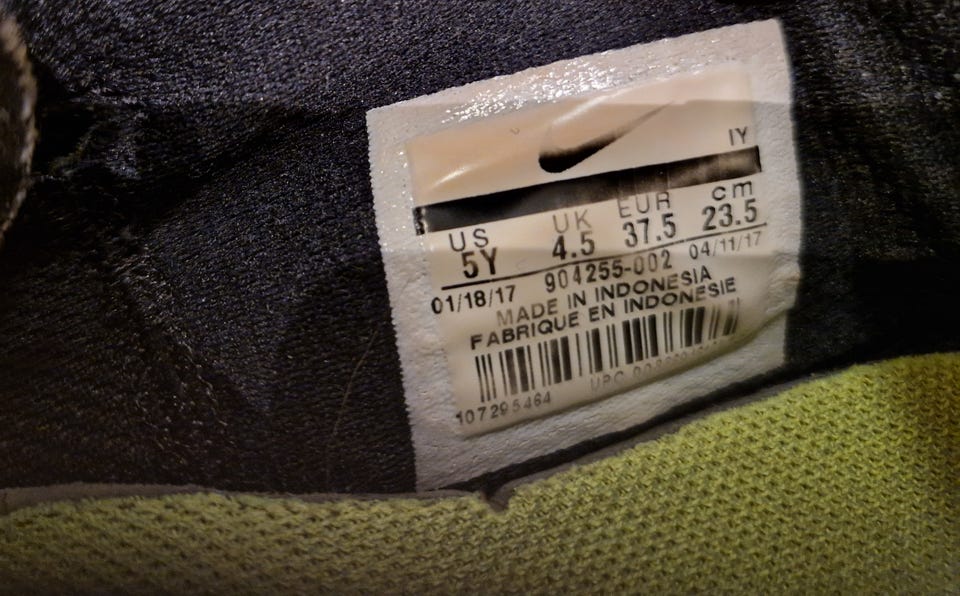 IY
US UK EUR cm
5Y 4.5 37.5 23.5
01/18/17 904255-002 04/11/17
MADE IN INDONESIA
FABRIQUE EN INDONESIE
UPC
107295464